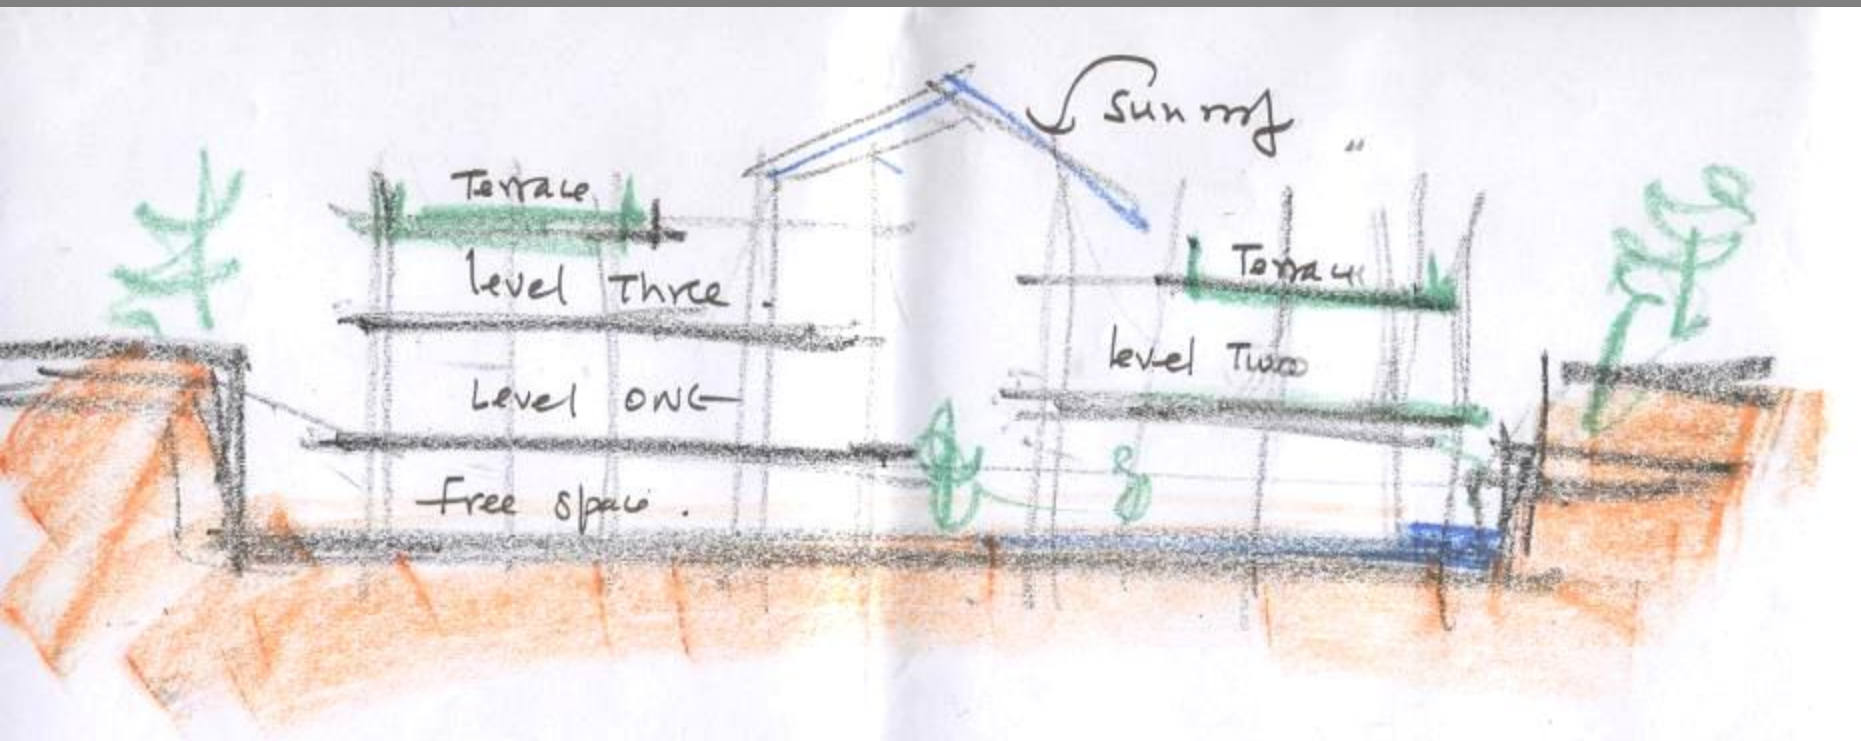 Sun roof
Terrace
Terrace
level Three.
level Two
Level ONE
Free space.